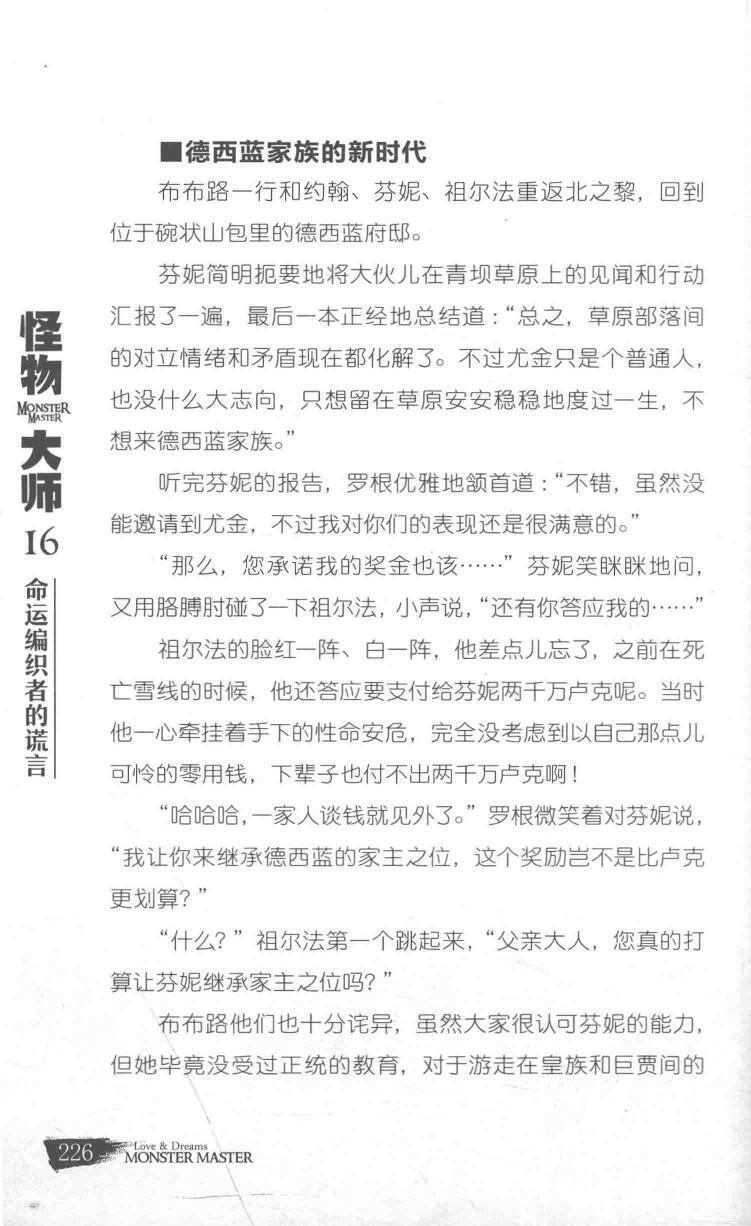 ■德西蓝家族的新时代
布布路一行和约翰、芬妮、祖尔法重返北之黎，回到
位于碗状山包里的德西蓝府邸。
芬妮简明扼要地将大伙儿在青坝草原上的见闻和行动
汇报了一遍，最后一本正经地总结道：“总之，草原部落间
的对立情绪和矛盾现在都化解了。不过尤金只是个普通人，
也没什么大志向，只想留在草原安安稳稳地度过一生，不
想来德西蓝家族。”
听完芬妮的报告，罗根优雅地颔首道：“不错，虽然没
能邀请到尤金，不过我对你们的表现还是很满意的。”
“那么，您承诺我的奖金也该……”芬妮笑眯眯地问，
又用胳膊肘碰了一下祖尔法，小声说，“还有你答应我的……”
祖尔法的脸红一阵、白一阵，他差点儿忘了，之前在死
亡雪线的时候，他还答应要支付给芬妮两千万卢克呢。当时
他一心牵挂着手下的性命安危，完全没考虑到以自己那点儿
可怜的零用钱，下辈子也付不出两千万卢克啊！
“哈哈哈，一家人谈钱就见外了。”罗根微笑着对芬妮说，
“我让你来继承德西蓝的家主之位，这个奖励岂不是比卢克
更划算？”
“什么？”祖尔法第一个跳起来，“父亲大人，您真的打
算让芬妮继承家主之位吗？”
布布路他们也十分诧异，虽然大家很认可芬妮的能力，
但她毕竟没受过正统的教育，对于游走在皇族和巨贾间的
怪物
MONSTER
MASTER
大师
16
命运编织者的谎言
226
Love & Dreams
MONSTER MASTER